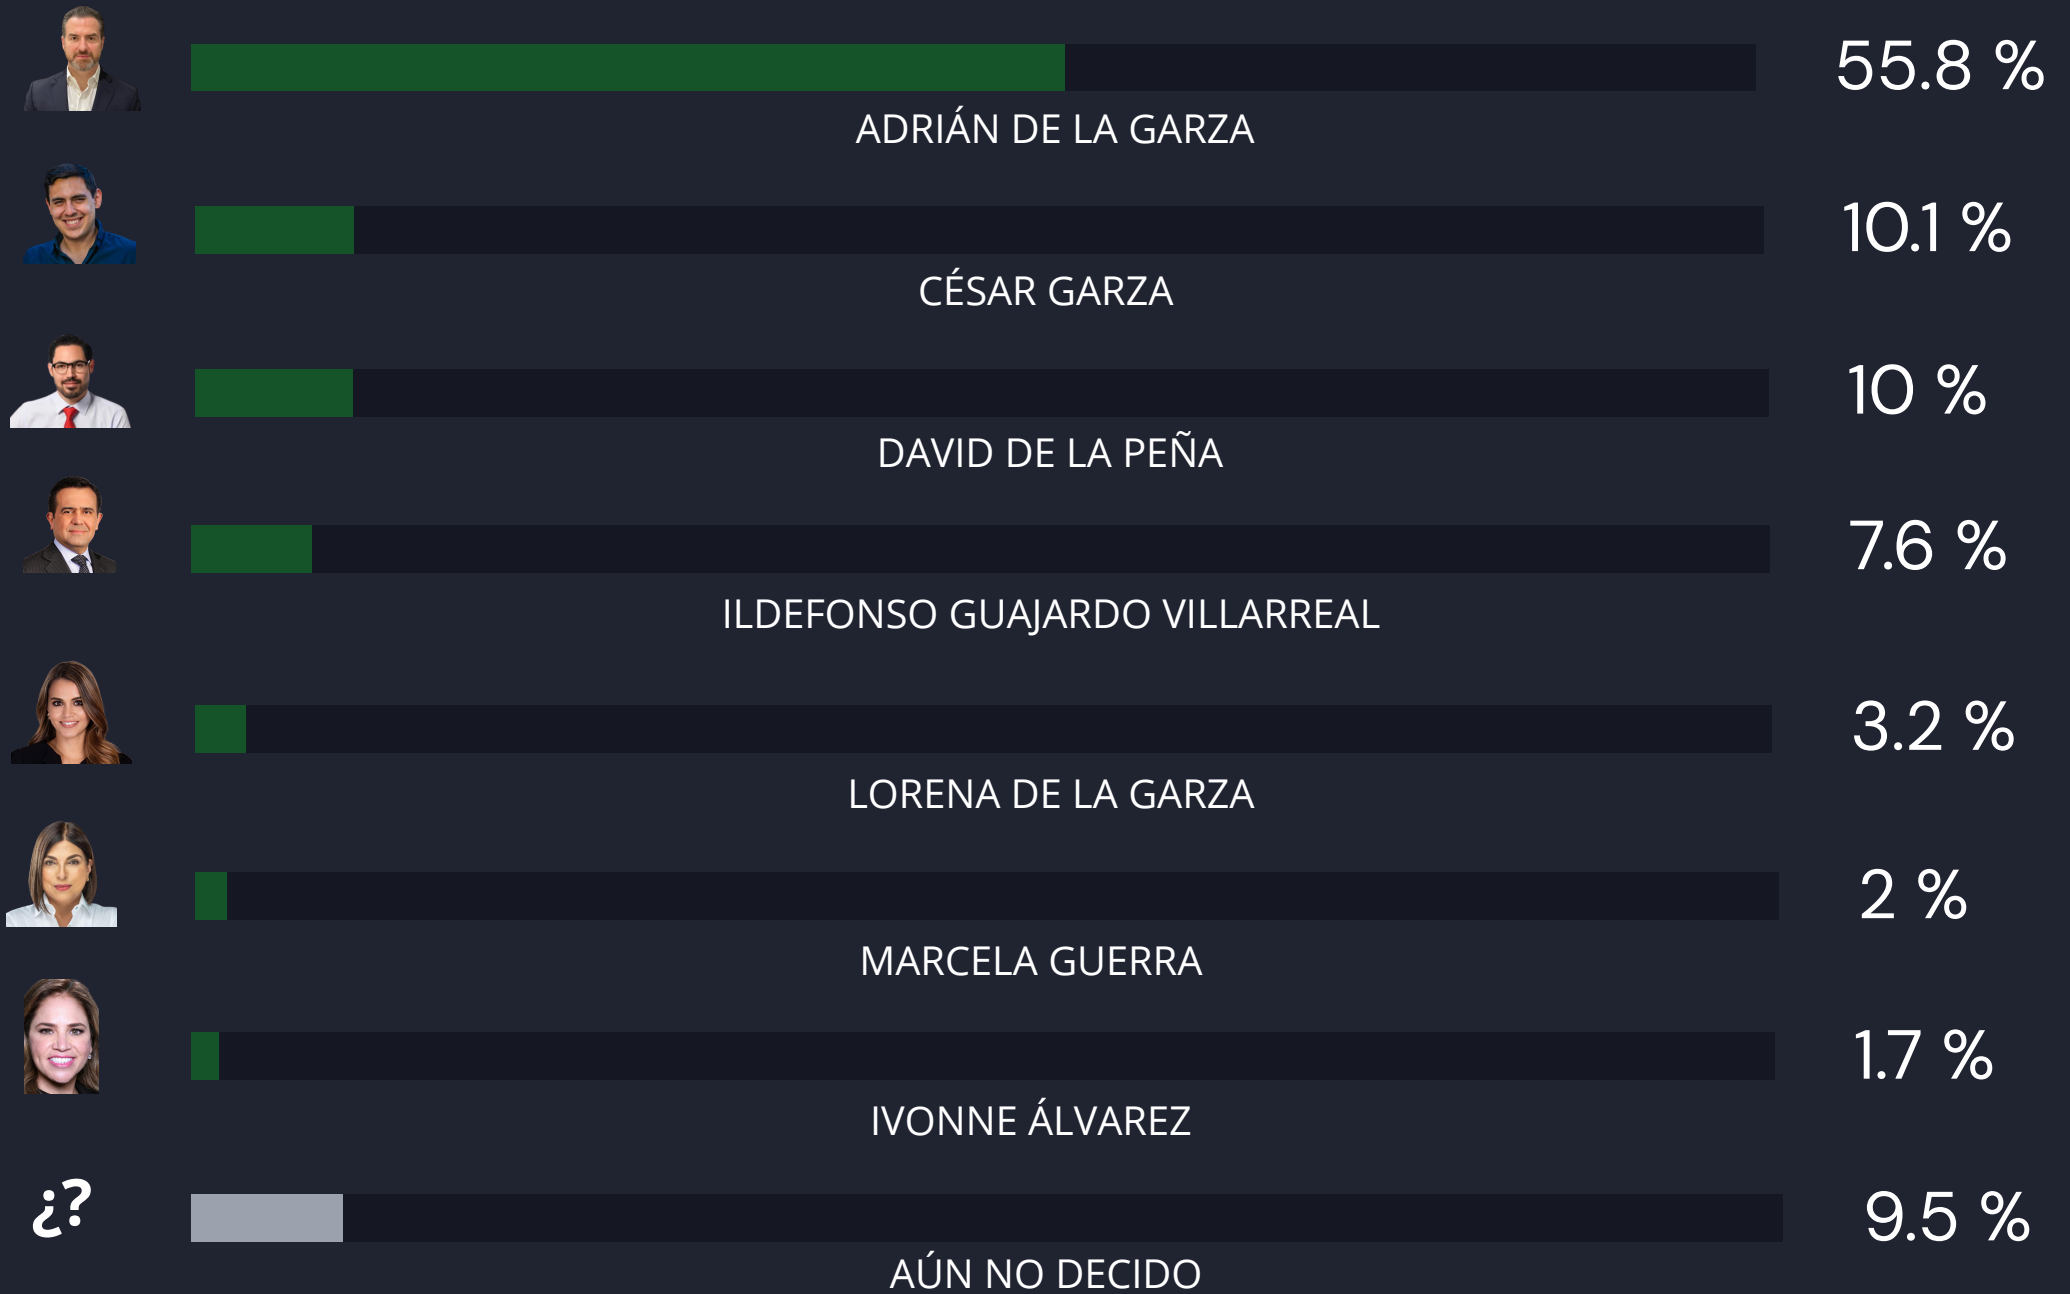 55.8 %
ADRIÁN DE LA GARZA
10.1 %
CÉSAR GARZA
10 %
DAVID DE LA PEÑA
7.6 %
ILDEFONSO GUAJARDO VILLARREAL
3.2 %
LORENA DE LA GARZA
2 %
MARCELA GUERRA
1.7 %
IVONNE ÁLVAREZ
¿? 9.5 %
AÚN NO DECIDO